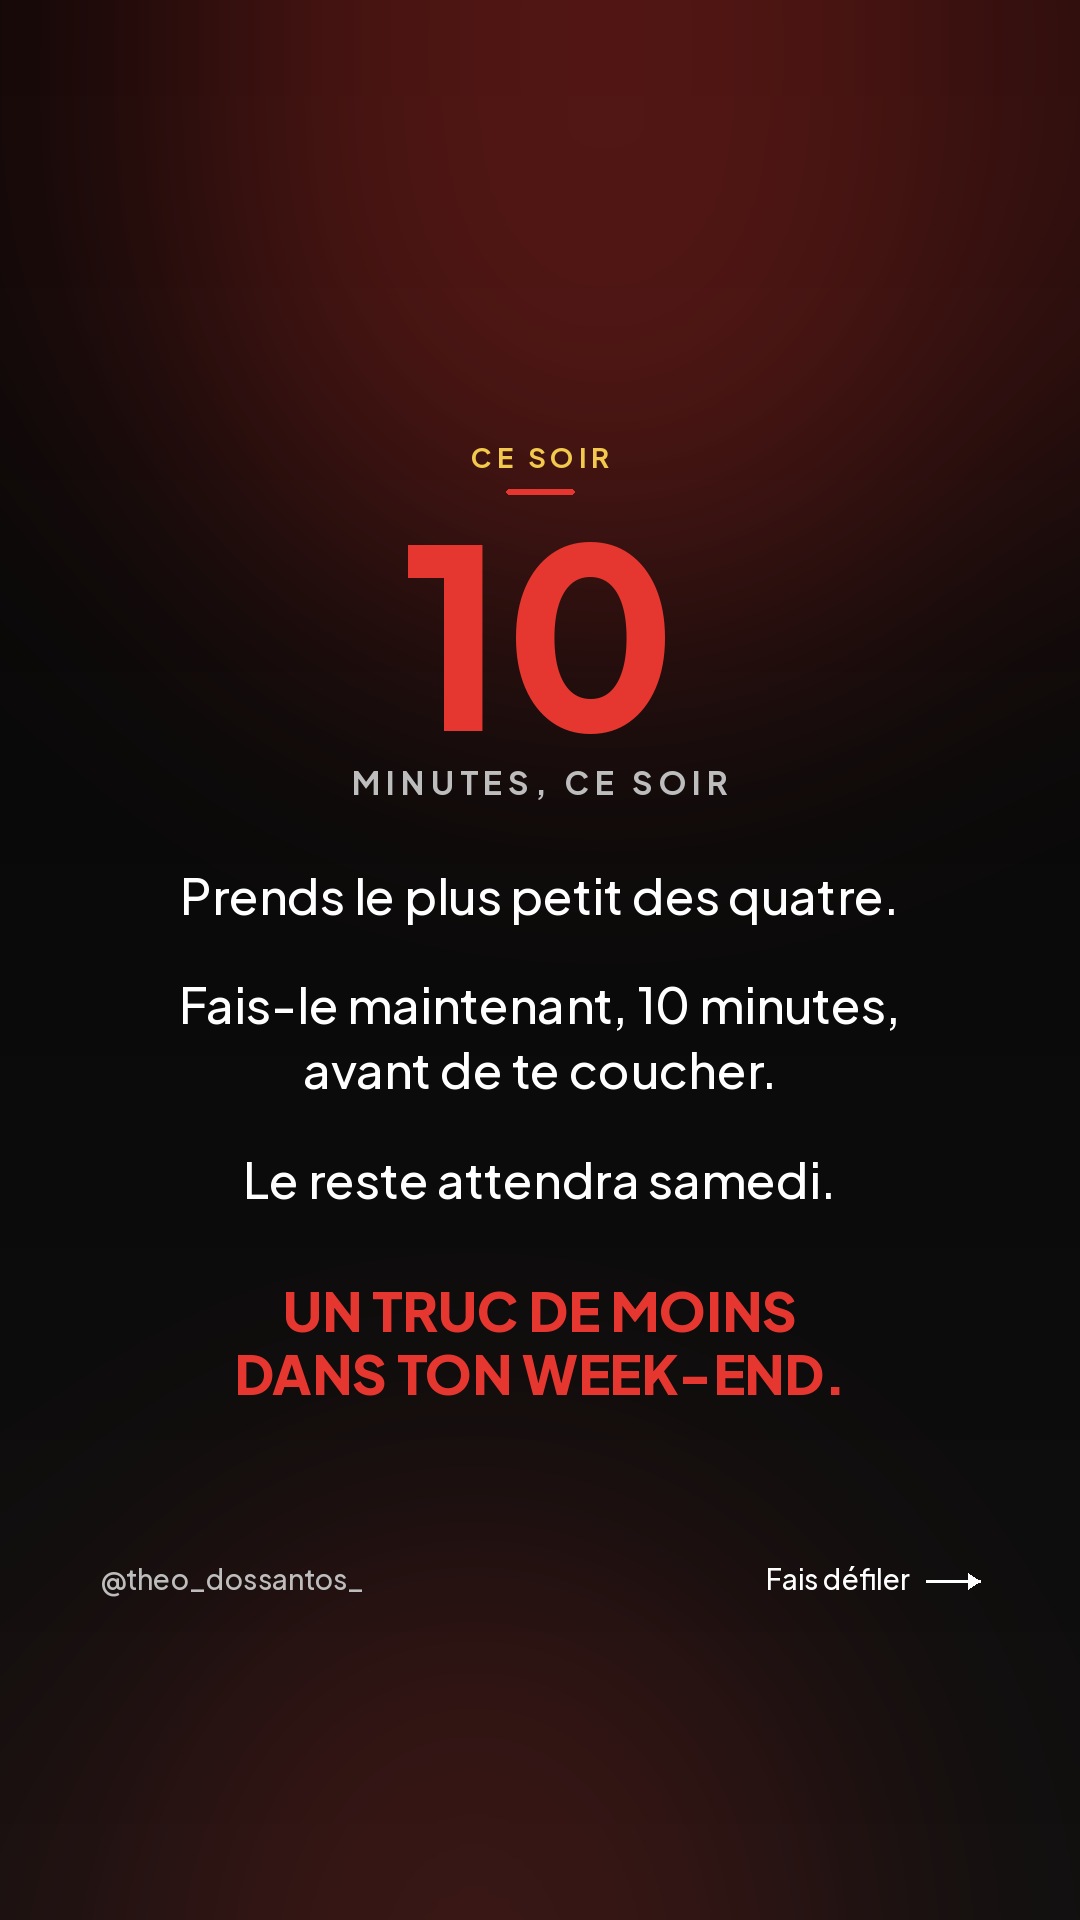 CE SOIR
10
MINUTES, CE SOIR
Prends le plus petit des quatre.
Fais-le maintenant, 10 minutes,
avant de te coucher.
Le reste attendra samedi.
UN TRUC DE MOINS
DANS TON WEEK-END.
@theo_dossantos_
Fais défiler